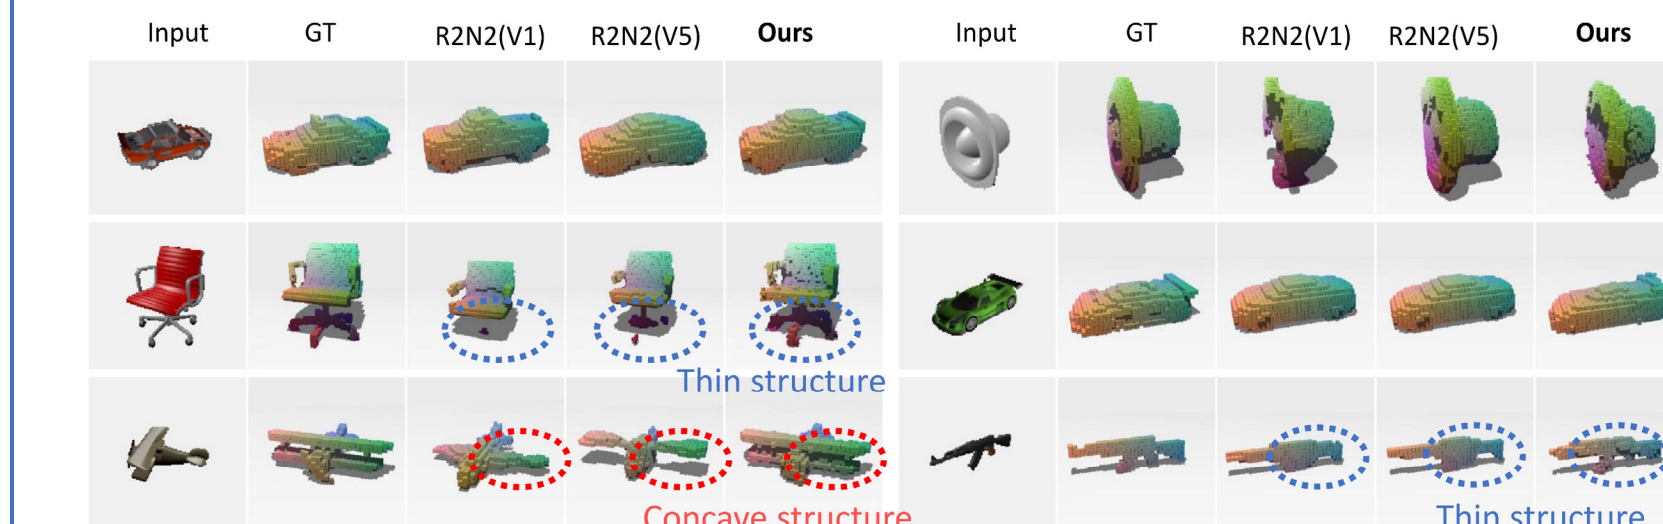 Input GT R2N2(V1) R2N2(V5) Ours Input GT R2N2(V1) R2N2(V5) Ours
Thin structure
Concave structure Thin structure